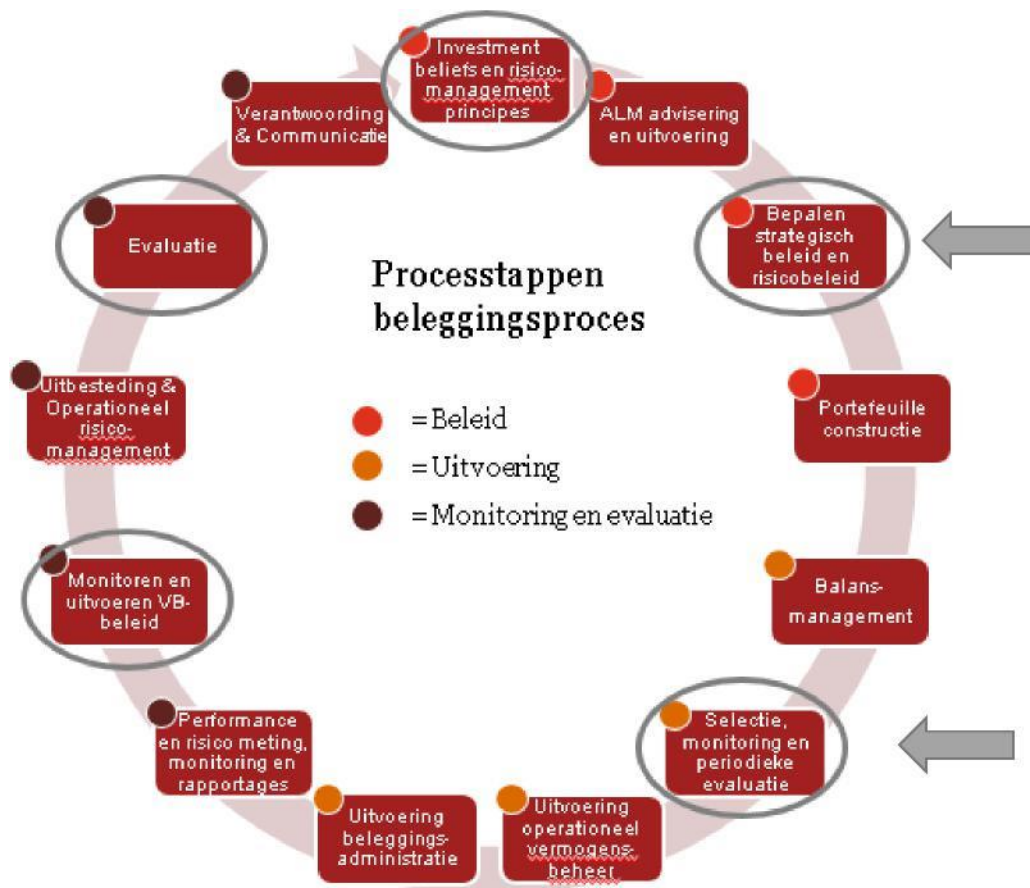 Investment
beliefs en risico-
management
principes
ALM advisering
en uitvoering
Bepalen
strategisch
beleid en
risicobeleid
Portefeuille
constructie
Balans-
management
Selectie,
monitoring en
periodieke
evaluatie
Uitvoering
operationeel
vermogens-
beheer
Uitvoering
beleggings-
administratie
Performance
en risico meting,
monitoring en
rapportages
Monitoren en
uitvoeren VB-
beleid
Uitbesteding &
Operationeel
risico-
management
Evaluatie
Verantwoording
& Communicatie
Processtappen
beleggingsproces
= Beleid
= Uitvoering
= Monitoring en evaluatie